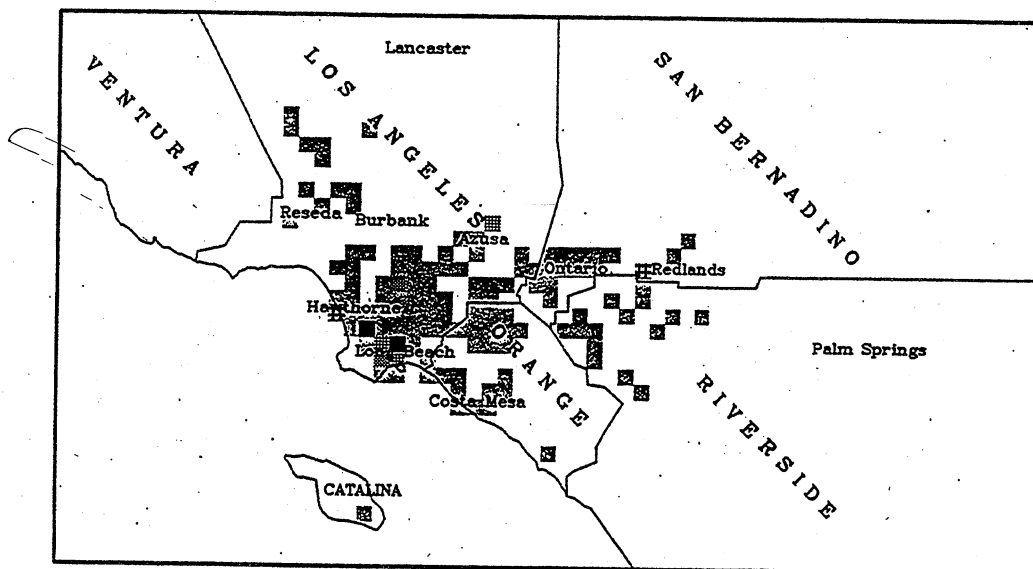 Lancaster
VENTURA
LOS ANGELES
SAN BERNADINO
Reseda
Burbank
Azusa
Ontario
Redlands
Hawthorne
Long Beach
ORANGE
Palm Springs
Costa Mesa
RIVERSIDE
CATALINA